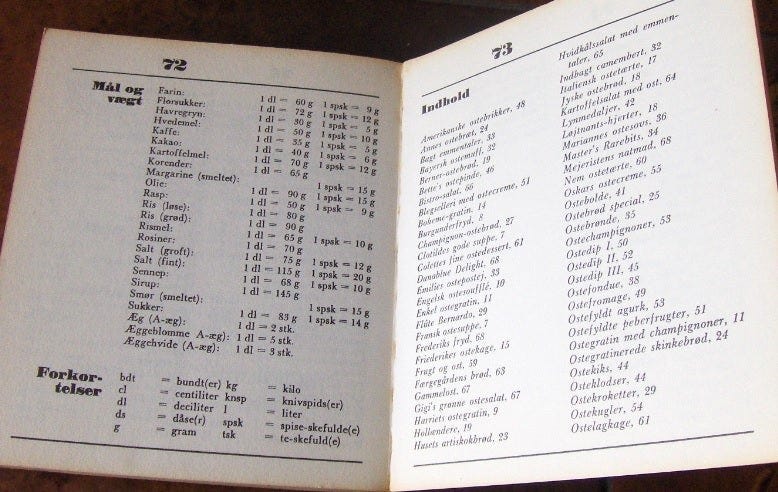 72
Mål og
vægt
Farin: 1 dl = 60 g 1 spsk = 9 g
Florsukker: 1 dl = 72 g 1 spsk = 12 g
Havregryn: 1 dl = 30 g 1 spsk = 5 g
Hvedemel: 1 dl = 50 g 1 spsk = 10 g
Kaffe: 1 dl = 35 g 1 spsk = 5 g
Kakao: 1 dl = 40 g 1 spsk = 6 g
Kartoffelmel: 1 dl = 70 g 1 spsk = 12 g
Korender: 1 dl = 65 g
Margarine (smeltet): 1 spsk = 15 g
Olie: 1 dl = 90 g 1 spsk = 15 g
Rasp: 1 dl = 50 g 1 spsk = 9 g
Ris (løse): 1 dl = 80 g
Ris (grød): 1 dl = 90 g
Rismel: 1 dl = 65 g 1 spsk = 10 g
Rosiner: 1 dl = 70 g
Salt (groft): 1 dl = 75 g 1 spsk = 12 g
Salt (fint): 1 dl = 115 g 1 spsk = 20 g
Sennep: 1 dl = 68 g 1 spsk = 10 g
Sirup: 1 dl = 145 g
Smør (smeltet): 1 spsk = 15 g
Sukker: 1 dl = 83 g 1 spsk = 14 g
Æg (A-æg): 1 dl = 2 stk.
Æggeblomme A-æg): 1 dl = 5 stk.
Æggehvide (A-æg): 1 dl = 3 stk.
Forkor-
telser
bdt = bundt(er) kg = kilo
cl = centiliter knsp = knivspids(er)
dl = deciliter l = liter
ds = dåse(r) spsk = spise-skefulde(e)
g = gram tsk = te-skefuld(e)
73
Indhold
Amerikanske ostebrikker, 48
Annes ostebrød, 24
Bagt emmentaler, 33
Bayerik ostemaff, 32
Berner-ostebrød, 19
Bette's ostehjinde, 46
Bistro-salat, 66
Blegselleri med ostecreme, 51
Boheme-gratin, 14
Burgunderfryd, 8
Champignon-ostebrød, 27
Clotildes gode suppe, 7
Colettes fine ostedessert, 61
Danablue Delight, 68
Emilies ostepostej, 33
Engelsk ostesoufflé, 10
Enkel ostegratin, 11
Flûte Bernardo, 29
Fransk ostesuppe, 7
Frederiks fryd, 68
Friederikes ostekage, 15
Frugt og ost, 59
Færgegårdens brød, 63
Gammelost, 67
Gigi's grønne ostesalat, 67
Harriets ostegratin, 9
Hollændere, 19
Husets artiskokbrød, 23
Hvidkålssalat med emmen-
taler, 65
Indbagt camembert, 32
Italiensk ostetærte, 17
Jyske ostebrød, 18
Kartoffelsalat med ost, 64
Lymmedaljer, 42
Løjtnants-hjerter, 18
Mariannes ostesovs, 36
Master's Rarebits, 34
Mejeristens natmad, 68
Nem ostetærte, 60
Oskars ostecreme, 55
Ostebolde, 41
Ostebrød special, 25
Ostebrønde, 35
Ostechampignoner, 53
Ostedip I, 50
Ostedip II, 52
Ostedip III, 45
Ostefondue, 38
Ostefromage, 49
Ostefyldt agurk, 53
Ostefyldte peberfrugter, 51
Ostegratin med champignoner, 11
Ostegratinerede skinkebrød, 24
Ostekiks, 44
Osteklodser, 44
Ostekroketter, 29
Ostekugler, 54
Ostelagkage, 61